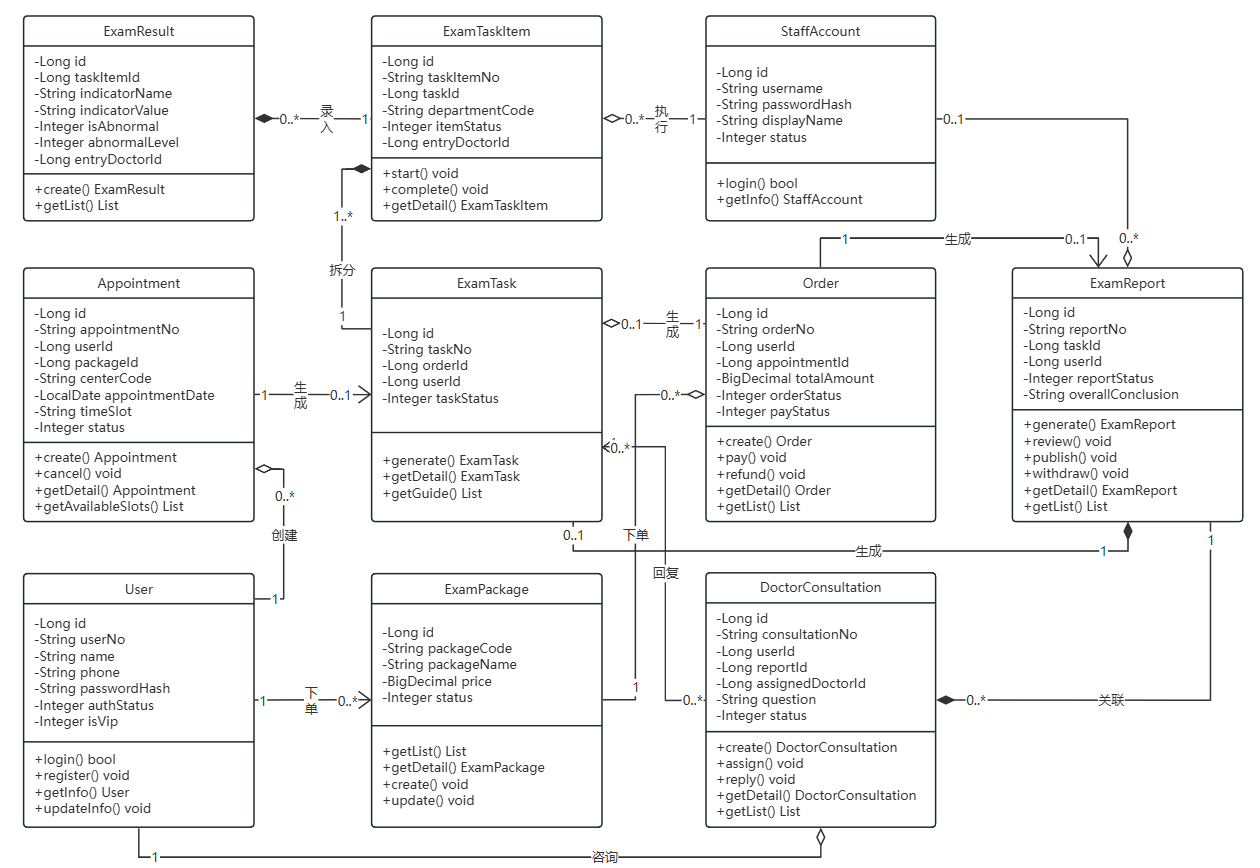 ExamResult
-Long id
-Long taskItemId
-String indicatorName
-String indicatorValue
-Integer isAbnormal
-Integer abnormalLevel
-Long entryDoctorId
+create() ExamResult
+getList() List
0..*
录
入
1
ExamTaskItem
-Long id
-String taskItemNo
-Long taskId
-String departmentCode
-Integer itemStatus
-Long entryDoctorId
+start() void
+complete() void
+getDetail() ExamTaskItem
0..*
执
行
1
StaffAccount
-Long id
-String username
-String passwordHash
-String displayName
-Integer status
+login() bool
+getInfo() StaffAccount
0..1
0..*
1..*
拆分
1
1
生成
0..1
Appointment
-Long id
-String appointmentNo
-Long userId
-Long packageId
-String centerCode
-LocalDate appointmentDate
-String timeSlot
-Integer status
+create() Appointment
+cancel() void
+getDetail() Appointment
+getAvailableSlots() List
1
生
成
0..1
ExamTask
-Long id
-String taskNo
-Long orderId
-Long userId
-Integer taskStatus
+generate() ExamTask
+getDetail() ExamTask
+getGuide() List
0..1
生
成
1
Order
-Long id
-String orderNo
-Long userId
-Long appointmentId
-BigDecimal totalAmount
-Integer orderStatus
-Integer payStatus
+create() Order
+pay() void
+refund() void
+getDetail() Order
+getList() List
ExamReport
-Long id
-String reportNo
-Long taskId
-Long userId
-Integer reportStatus
-String overallConclusion
+generate() ExamReport
+review() void
+publish() void
+withdraw() void
+getDetail() ExamReport
+getList() List
0..*
0..*
0..*
创建
1
0..1
下单
生成
1
1
回复
User
-Long id
-String userNo
-String name
-String phone
-String passwordHash
-Integer authStatus
-Integer isVip
+login() bool
+register() void
+getInfo() User
+updateInfo() void
1
下
单
0..*
ExamPackage
-Long id
-String packageCode
-String packageName
-BigDecimal price
-Integer status
+getList() List
+getDetail() ExamPackage
+create() void
+update() void
1
0..*
DoctorConsultation
-Long id
-String consultationNo
-Long userId
-Long reportId
-Long assignedDoctorId
-String question
-Integer status
+create() DoctorConsultation
+assign() void
+reply() void
+getDetail() DoctorConsultation
+getList() List
0..*
关联
1
咨询